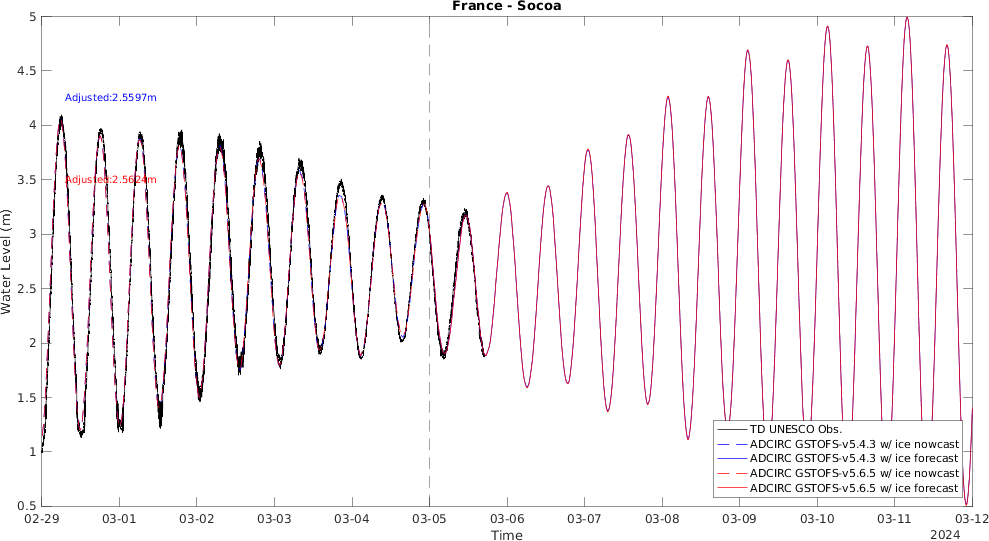 France - Socoa
5
4.5
4
3.5
3
2.5
2
1.5
1
0.5
Water Level (m)
Adjusted:2.5597m
Adjusted:2.5624m
TD UNESCO Obs.
ADCIRC GSTOFS-v5.4.3 w/ ice nowcast
ADCIRC GSTOFS-v5.4.3 w/ ice forecast
ADCIRC GSTOFS-v5.6.5 w/ ice nowcast
ADCIRC GSTOFS-v5.6.5 w/ ice forecast
02-29 03-01 03-02 03-03 03-04 03-05 03-06 03-07 03-08 03-09 03-10 03-11 03-12
Time
2024